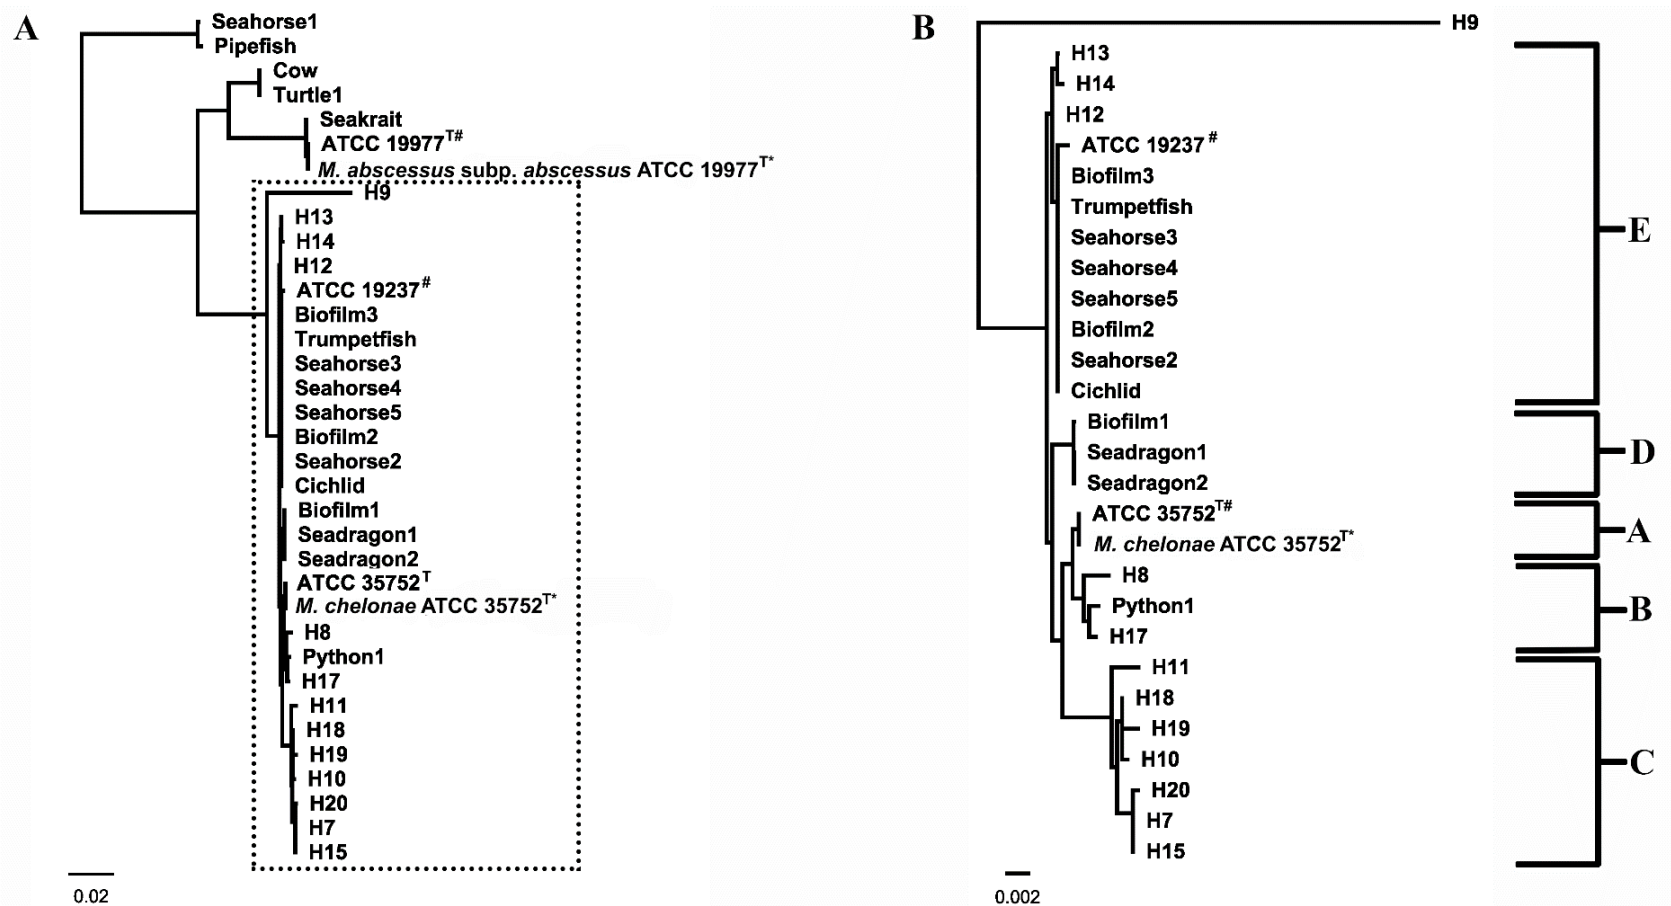 A
Seahorse1
Pipefish
Cow
Turtle1
Seakrait
ATCC 19977T#
M. abscessus subp. abscessus ATCC 19977T*
H9
H13
H14
H12
ATCC 19237#
Biofilm3
Trumpetfish
Seahorse3
Seahorse4
Seahorse5
Biofilm2
Seahorse2
Cichlid
Biofilm1
Seadragon1
Seadragon2
ATCC 35752T
M. chelonae ATCC 35752T*
H8
Python1
H17
H11
H18
H19
H10
H20
H7
H15
0.02
B
H9
H13
H14
H12
ATCC 19237 #
Biofilm3
Trumpetfish
Seahorse3
Seahorse4
Seahorse5
Biofilm2
Seahorse2
Cichlid
Biofilm1
Seadragon1
Seadragon2
ATCC 35752T#
M. chelonae ATCC 35752T*
H8
Python1
H17
H11
H18
H19
H10
H20
H7
H15
0.002
E
D
A
B
C